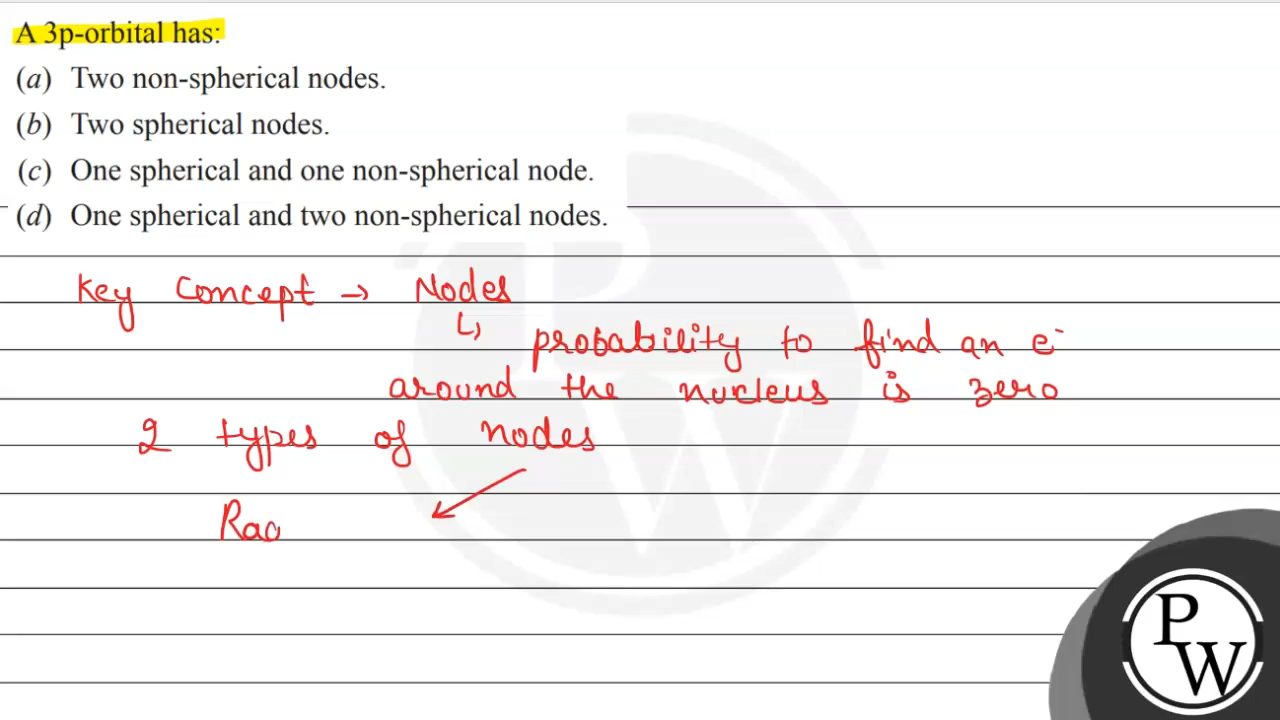 A 3p-orbital has:
(a) Two non-spherical nodes.
(b) Two spherical nodes.
(c) One spherical and one non-spherical node.
(d) One spherical and two non-spherical nodes.
Key Concept → Nodes
↳ probability to find an e⁻
around the nucleus is zero
2 types of nodes
Rac
PW
PW